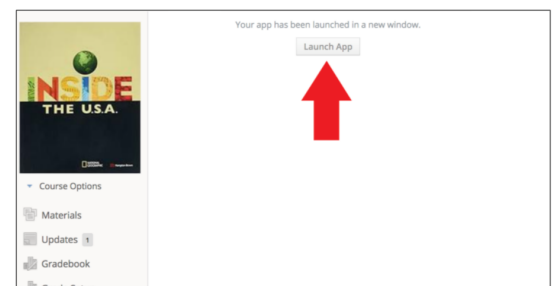 Your app has been launched in a new window.
Launch App
INSIDE
THE U.S.A.
Course Options
Materials
Updates 1
Gradebook